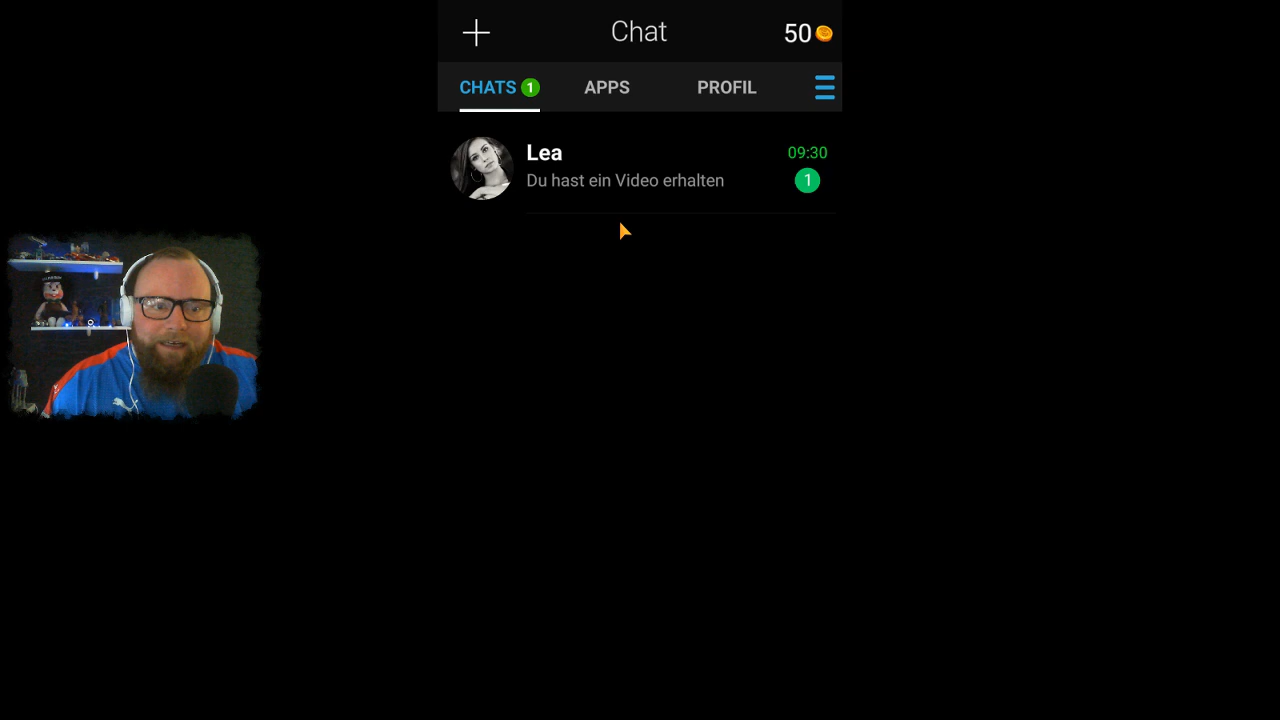 Chat
50
CHATS 1
APPS
PROFIL
Lea
09:30
Du hast ein Video erhalten
1